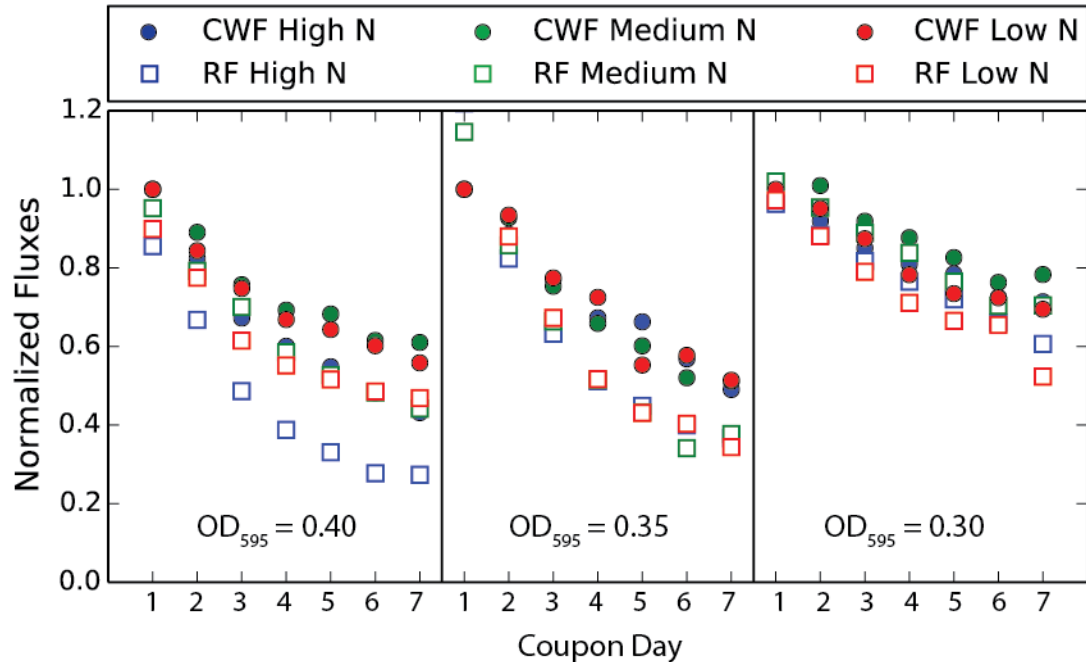 CWF High N CWF Medium N CWF Low N
RF High N RF Medium N RF Low N
Normalized Fluxes
1.2
1.0
0.8
0.6
0.4
0.2
0.0
OD595 = 0.40 OD595 = 0.35 OD595 = 0.30
1 2 3 4 5 6 7 1 2 3 4 5 6 7 1 2 3 4 5 6 7
Coupon Day